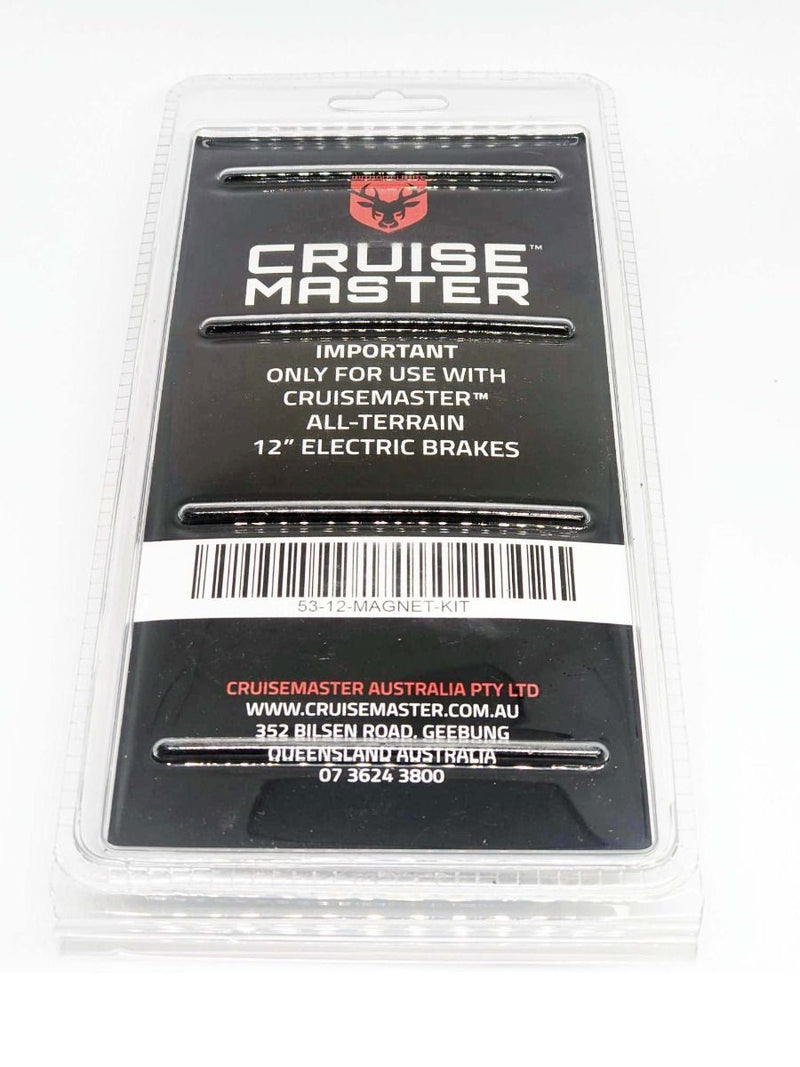 CRUISE™
MASTER
IMPORTANT
ONLY FOR USE WITH
CRUISEMASTER™
ALL-TERRAIN
12” ELECTRIC BRAKES
53-12-MAGNET-KIT
CRUISEMASTER AUSTRALIA PTY LTD
WWW.CRUISEMASTER.COM.AU
352 BILSEN ROAD, GEEBUNG
QUEENSLAND AUSTRALIA
07 3624 3800